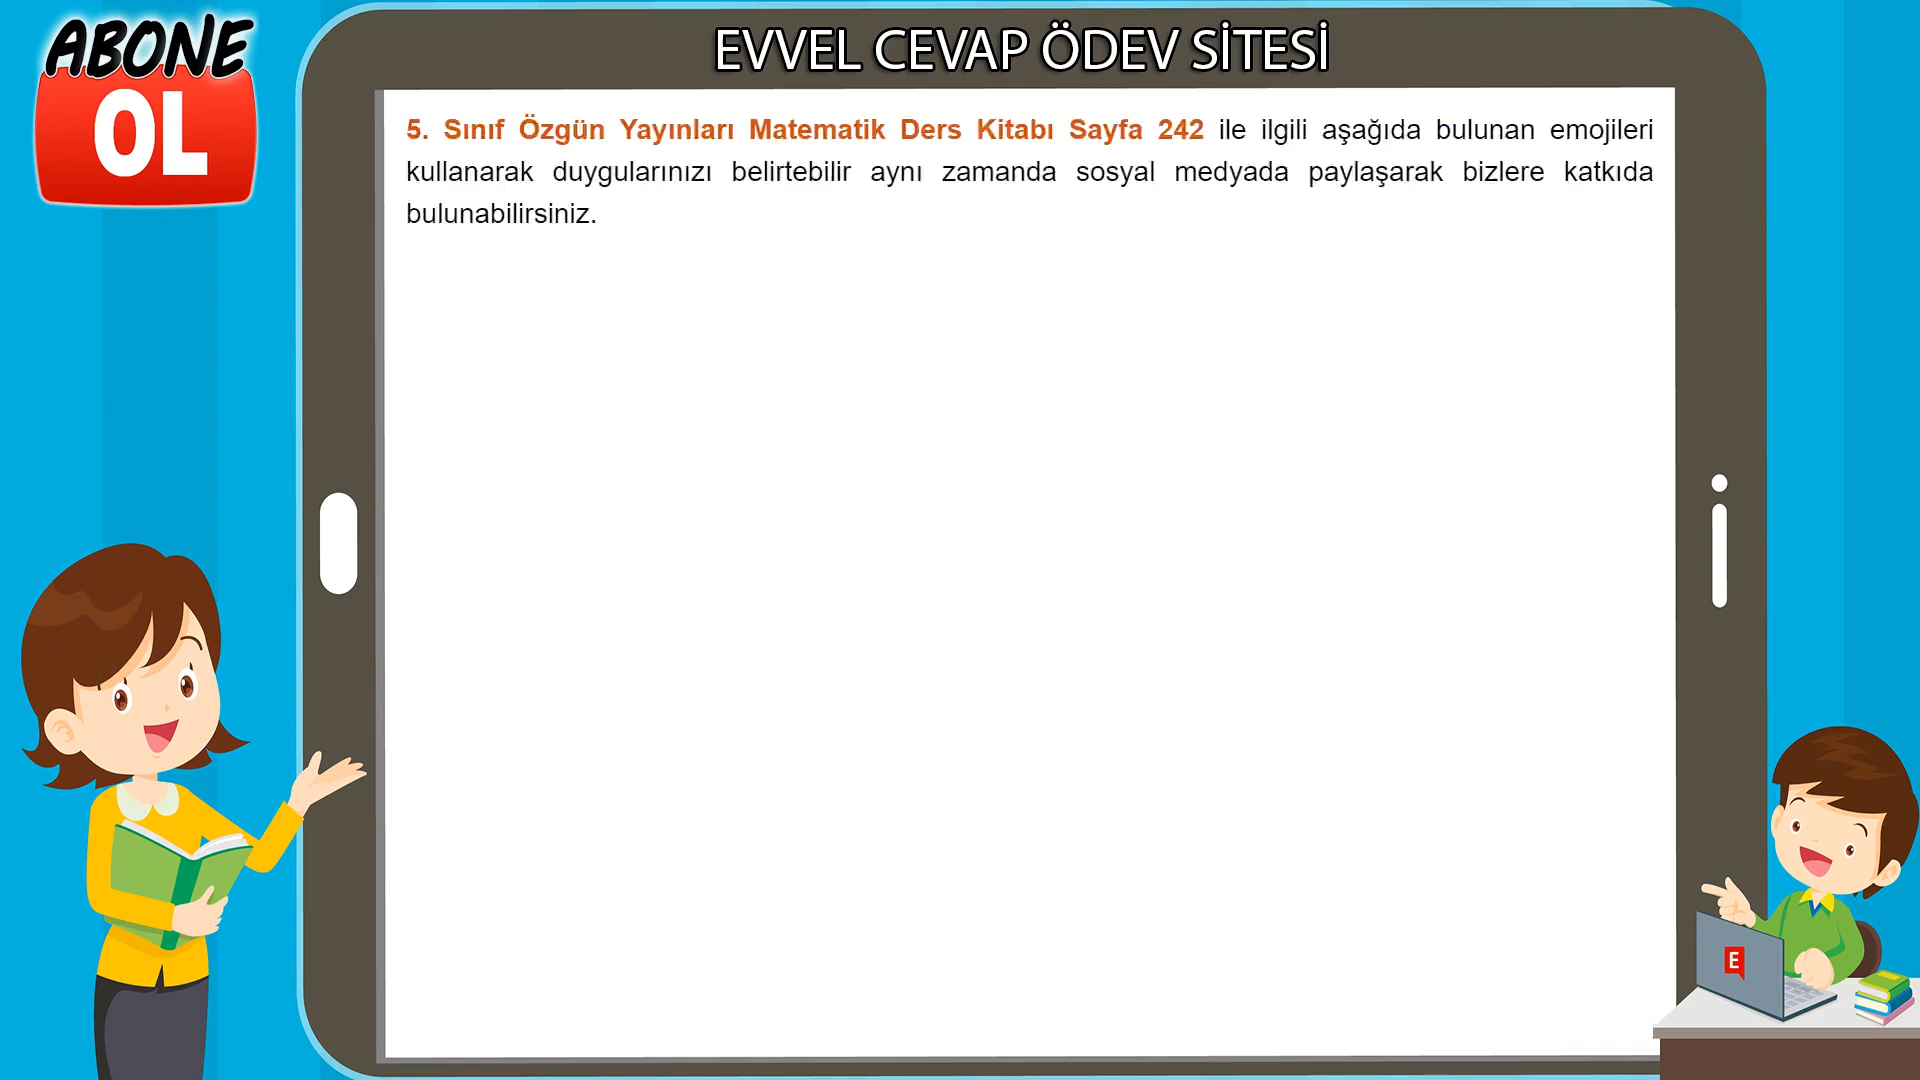 ABONE
OL
EVVEL CEVAP ÖDEV SİTESİ
5. Sınıf Özgün Yayınları Matematik Ders Kitabı Sayfa 242 ile ilgili aşağıda bulunan emojileri
kullanarak duygularınızı belirtebilir aynı zamanda sosyal medyada paylaşarak bizlere katkıda
bulunabilirsiniz.
E